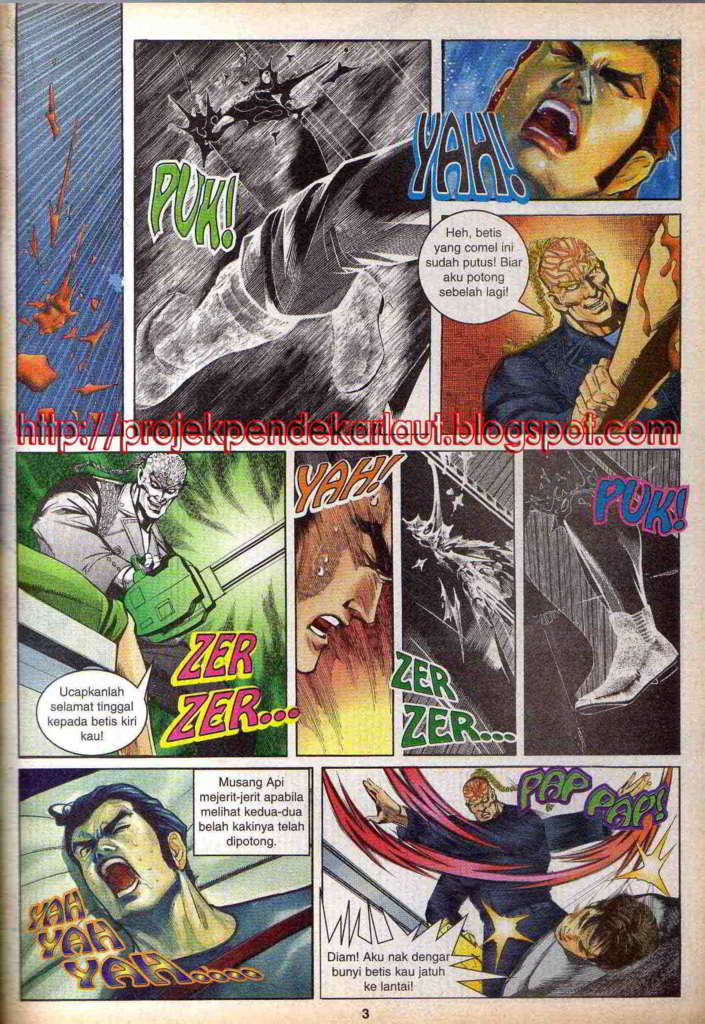 PUK!
YAH!
Heh, betis
yang comel ini
sudah putus! Biar
aku potong
sebelah lagi!
http://projekpendekarlaut.blogspot.com
Ucapkanlah
selamat tinggal
kepada betis kiri
kau!
ZER
ZER...
YAH!
ZER
ZER...
PUK!
Musang Api
mejerit-jerit apabila
melihat kedua-dua
belah kakinya telah
dipotong.
YAH
YAH
YAH....
PAP
PAP!
Diam! Aku nak dengar
bunyi betis kau jatuh
ke lantai!
3